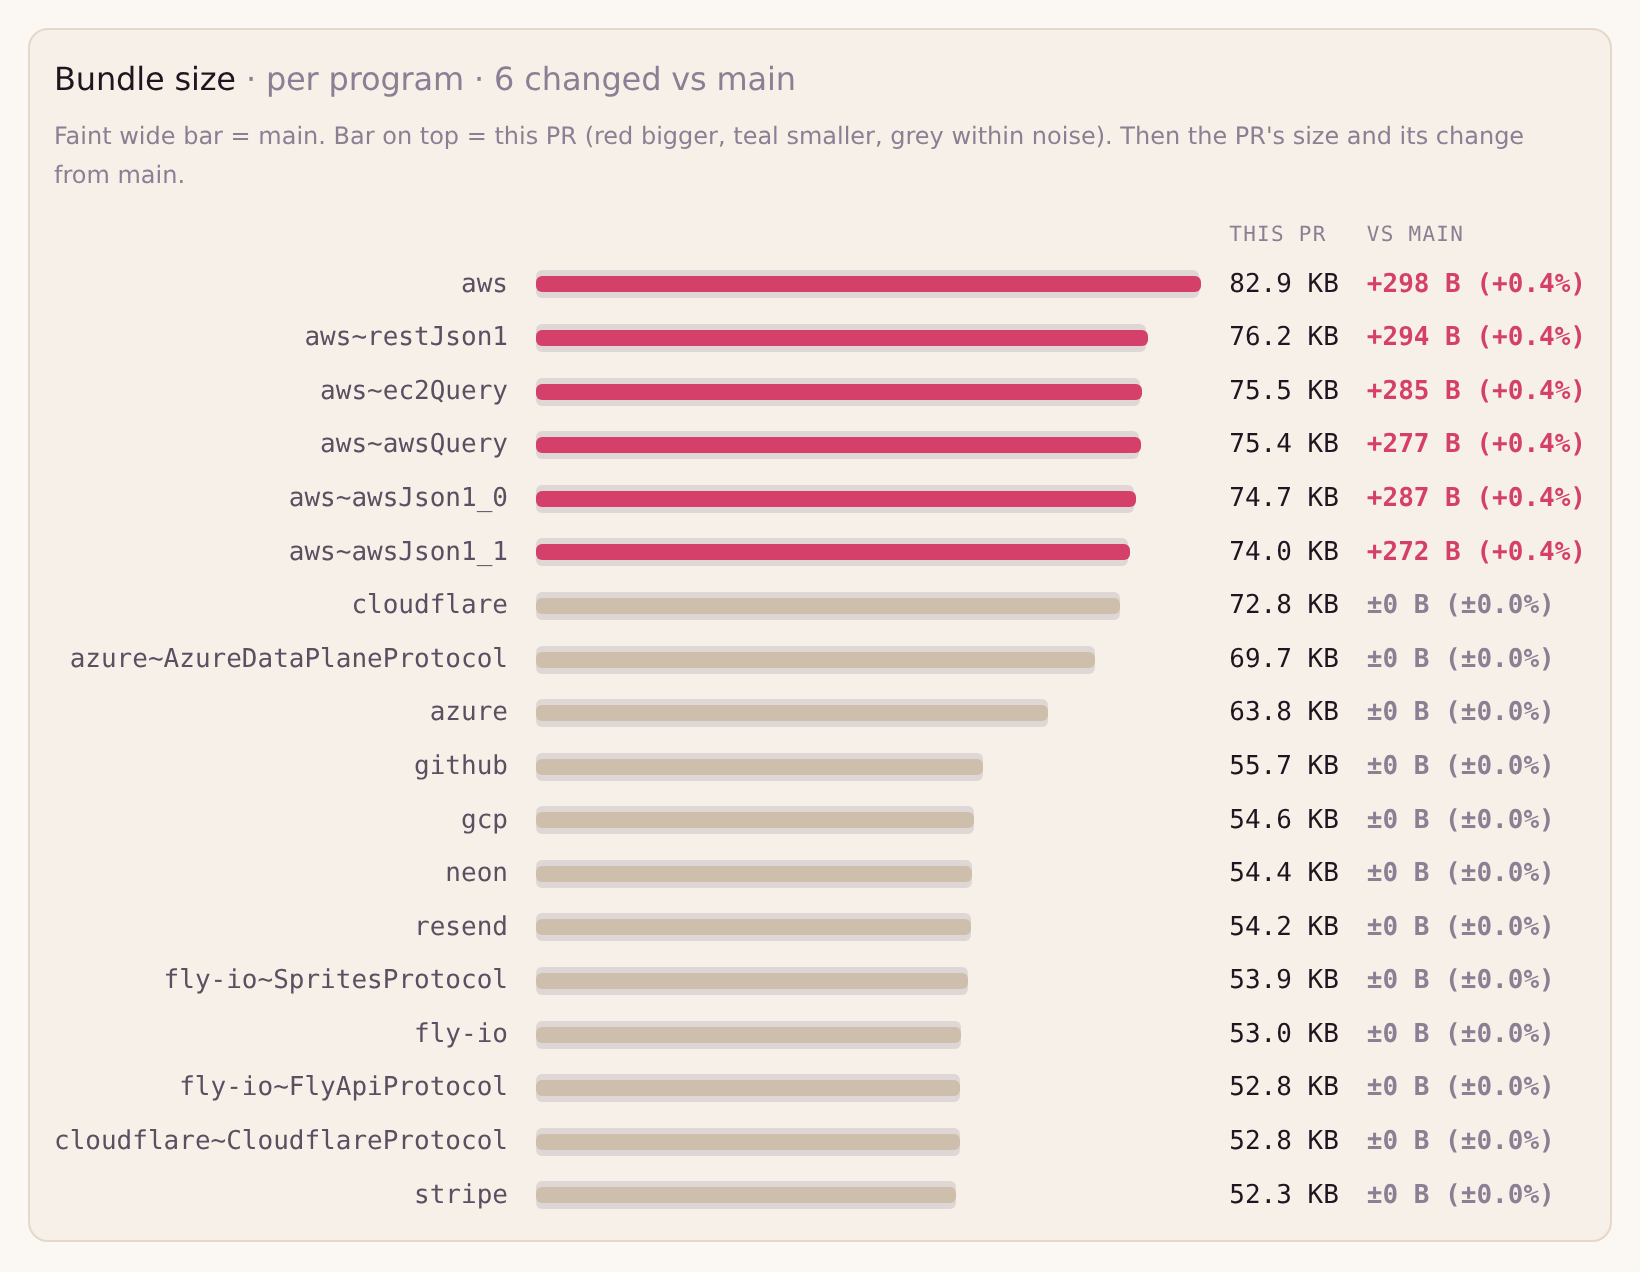 Bundle size · per program · 6 changed vs main
Faint wide bar = main. Bar on top = this PR (red bigger, teal smaller, grey within noise). Then the PR's size and its change
from main.
THIS PR VS MAIN
aws 82.9 KB +298 B (+0.4%)
aws~restJson1 76.2 KB +294 B (+0.4%)
aws~ec2Query 75.5 KB +285 B (+0.4%)
aws~awsQuery 75.4 KB +277 B (+0.4%)
aws~awsJson1_0 74.7 KB +287 B (+0.4%)
aws~awsJson1_1 74.0 KB +272 B (+0.4%)
cloudflare 72.8 KB ±0 B (±0.0%)
azure~AzureDataPlaneProtocol 69.7 KB ±0 B (±0.0%)
azure 63.8 KB ±0 B (±0.0%)
github 55.7 KB ±0 B (±0.0%)
gcp 54.6 KB ±0 B (±0.0%)
neon 54.4 KB ±0 B (±0.0%)
resend 54.2 KB ±0 B (±0.0%)
fly-io~SpritesProtocol 53.9 KB ±0 B (±0.0%)
fly-io 53.0 KB ±0 B (±0.0%)
fly-io~FlyApiProtocol 52.8 KB ±0 B (±0.0%)
cloudflare~CloudflareProtocol 52.8 KB ±0 B (±0.0%)
stripe 52.3 KB ±0 B (±0.0%)